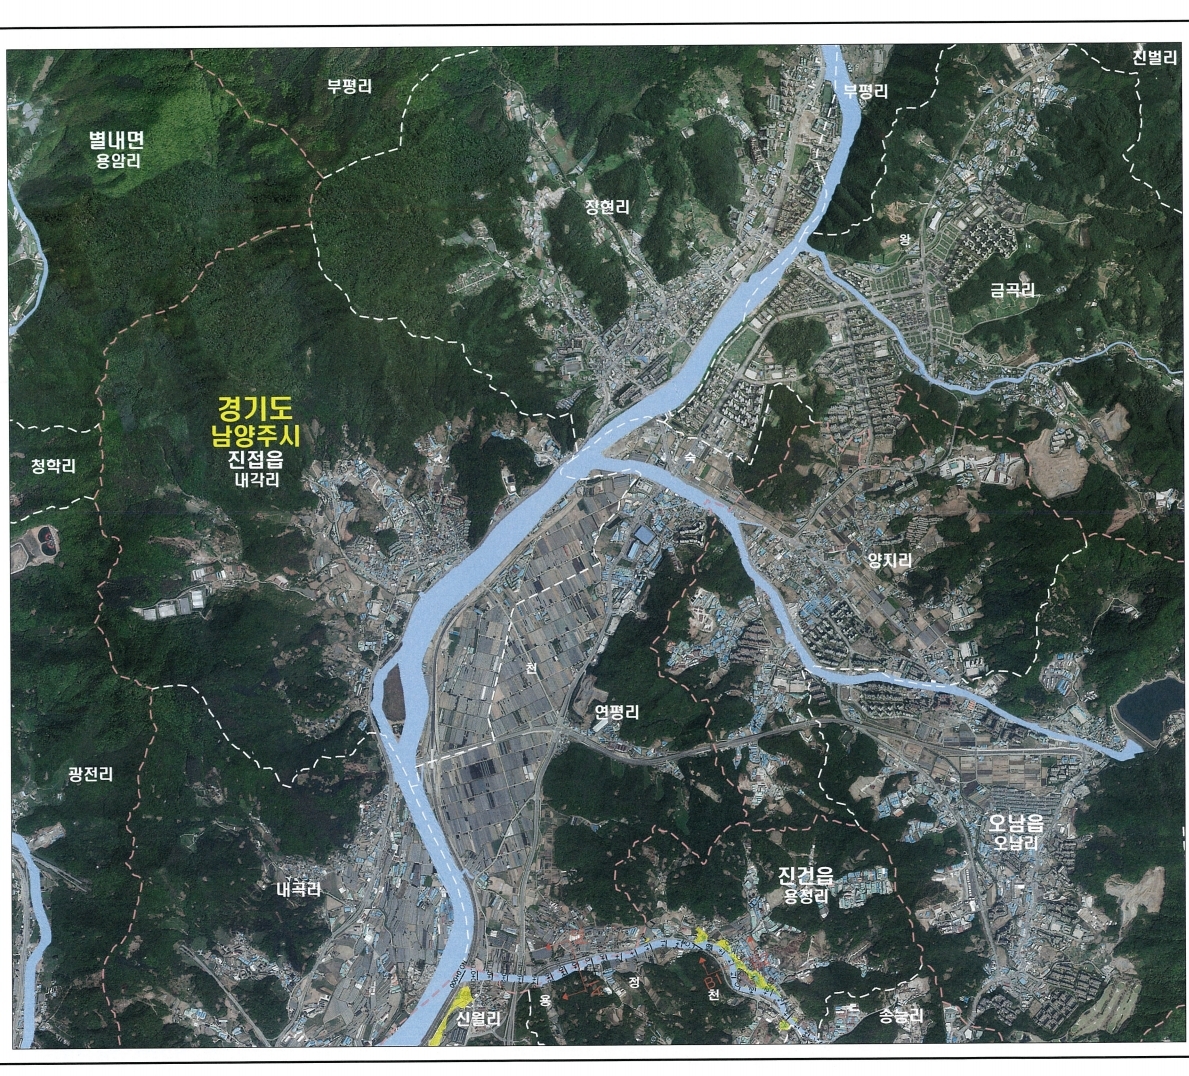 진벌리
부평리
부평리
별내면
용암리
장현리
왕
금곡리
경기도
남양주시
진접읍
내각리
청학리
숙
양지리
천
연평리
광전리
오남읍
오남리
진건읍
용정리
내곡리
정
천
용
신월리
송능리